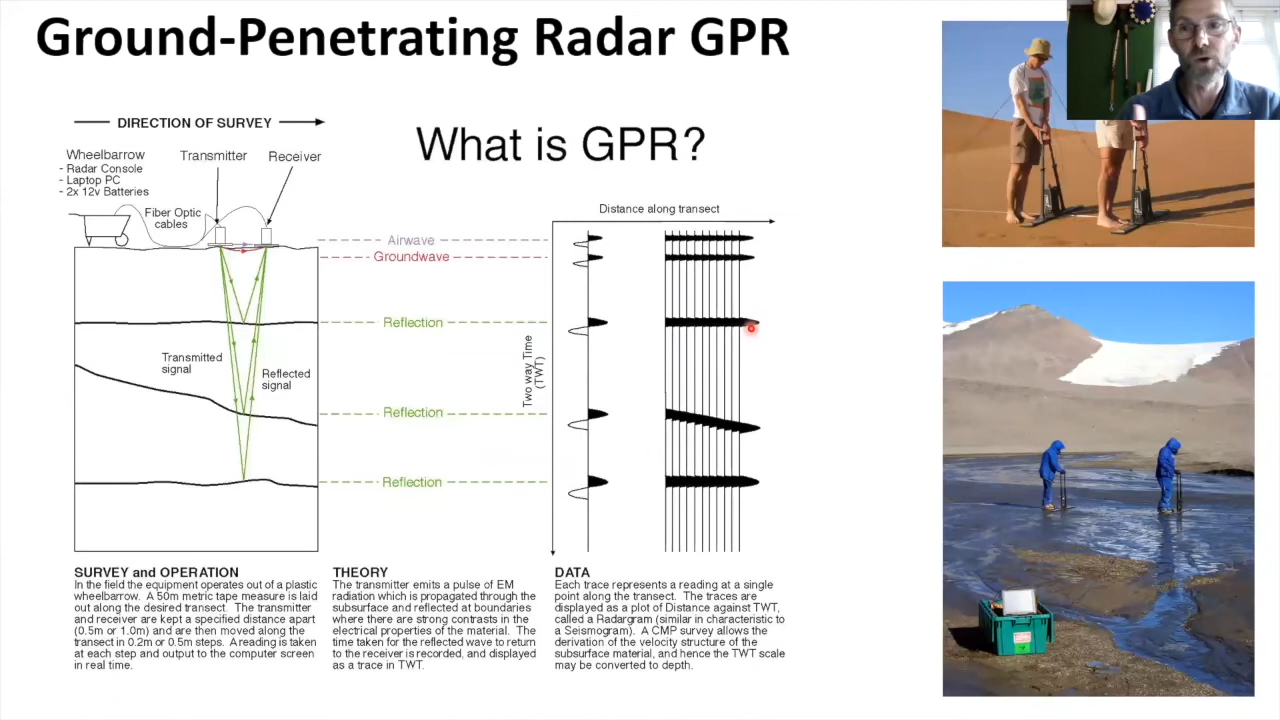 Ground-Penetrating Radar GPR
DIRECTION OF SURVEY
What is GPR?
Wheelbarrow
- Radar Console
- Laptop PC
- 2x 12v Batteries
Transmitter
Receiver
Fiber Optic
cables
Distance along transect
Airwave
Groundwave
Reflection
Transmitted
signal
Reflected
signal
Two way Time
(TWT)
Reflection
Reflection
SURVEY and OPERATION
In the field the equipment operates out of a plastic
wheelbarrow. A 50m metric tape measure is laid
out along the desired transect. The transmitter
and receiver are kept a specified distance apart
(0.5m or 1.0m) and are then moved along the
transect in 0.2m or 0.5m steps. A reading is taken
at each step and output to the computer screen
in real time.
THEORY
The transmitter emits a pulse of EM
radiation which is propagated through the
subsurface and reflected at boundaries
where there are strong contrasts in the
electrical properties of the material. The
time taken for the reflected wave to return
to the receiver is recorded, and displayed
as a trace in TWT.
DATA
Each trace represents a reading at a single
point along the transect. The traces are
displayed as a plot of Distance against TWT,
called a Radargram (similar in characteristic to
a Seismogram). A CMP survey allows the
derivation of the velocity structure of the
subsurface material, and hence the TWT scale
may be converted to depth.